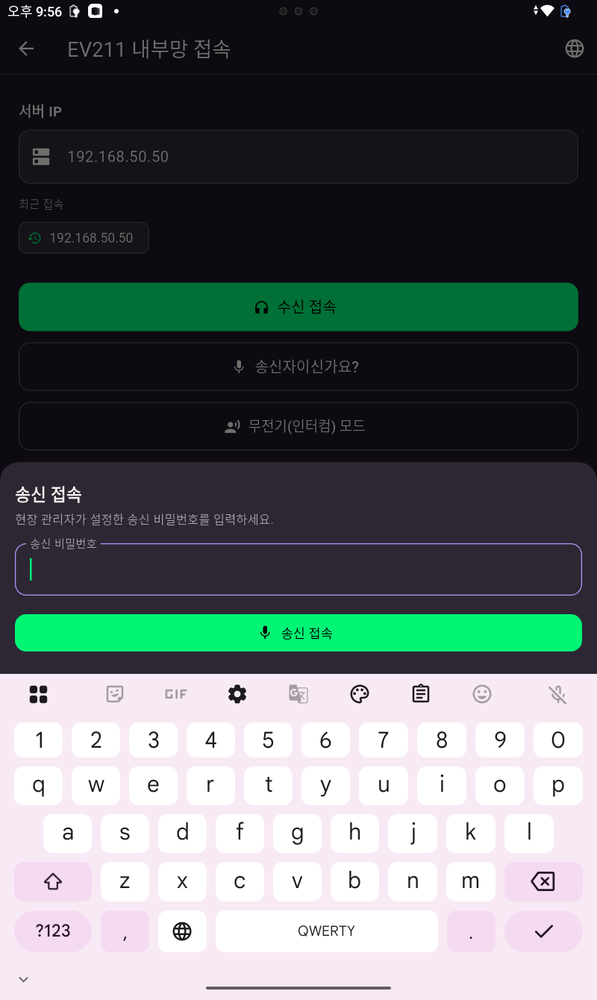 오후 9:56
EV211 내부망 접속
서버 IP
192.168.50.50
최근 접속
192.168.50.50
수신 접속
송신자이신가요?
무전기(인터컴) 모드
송신 접속
현장 관리자가 설정한 송신 비밀번호를 입력하세요.
송신 비밀번호
송신 접속
GIF
1 2 3 4 5 6 7 8 9 0
q w e r t y u i o p
a s d f g h j k l
z x c v b n m
?123 , QWERTY .